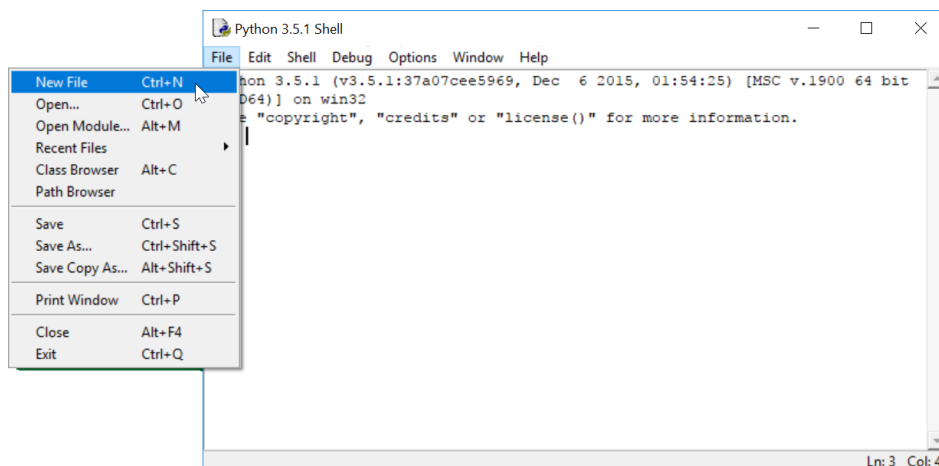 Python 3.5.1 Shell
File Edit Shell Debug Options Window Help
New File Ctrl+N
Open... Ctrl+O
Open Module... Alt+M
Recent Files
Class Browser Alt+C
Path Browser
Save Ctrl+S
Save As... Ctrl+Shift+S
Save Copy As... Alt+Shift+S
Print Window Ctrl+P
Close Alt+F4
Exit Ctrl+Q
hon 3.5.1 (v3.5.1:37a07cee5969, Dec 6 2015, 01:54:25) [MSC v.1900 64 bit
D64)] on win32
e "copyright", "credits" or "license()" for more information.
Ln: 3 Col: 4